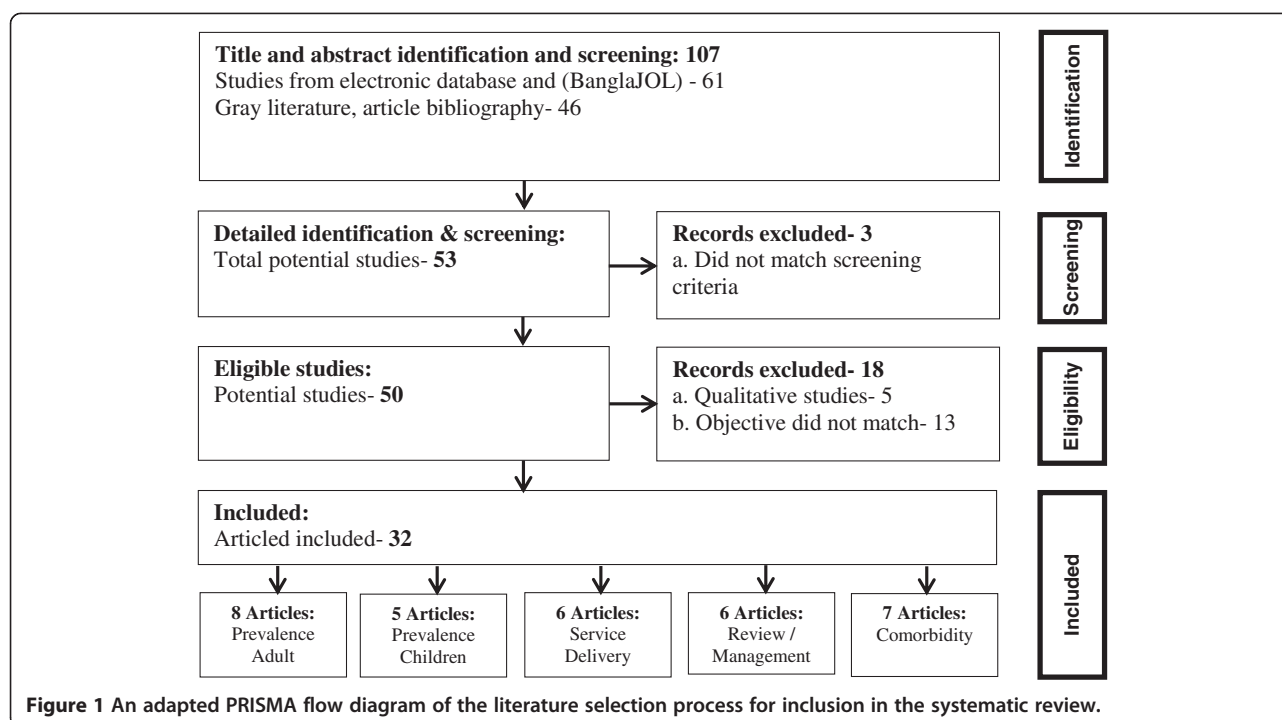 Title and abstract identification and screening: 107
Studies from electronic database and (BanglaJOL) - 61
Gray literature, article bibliography- 46
Identification
Detailed identification & screening:
Total potential studies- 53
Records excluded- 3
a. Did not match screening
criteria
Screening
Eligible studies:
Potential studies- 50
Records excluded- 18
a. Qualitative studies- 5
b. Objective did not match- 13
Eligibility
Included:
Articled included- 32
8 Articles:
Prevalence
Adult
5 Articles:
Prevalence
Children
6 Articles:
Service
Delivery
6 Articles:
Review /
Management
7 Articles:
Comorbidity
Included
Figure 1 An adapted PRISMA flow diagram of the literature selection process for inclusion in the systematic review.